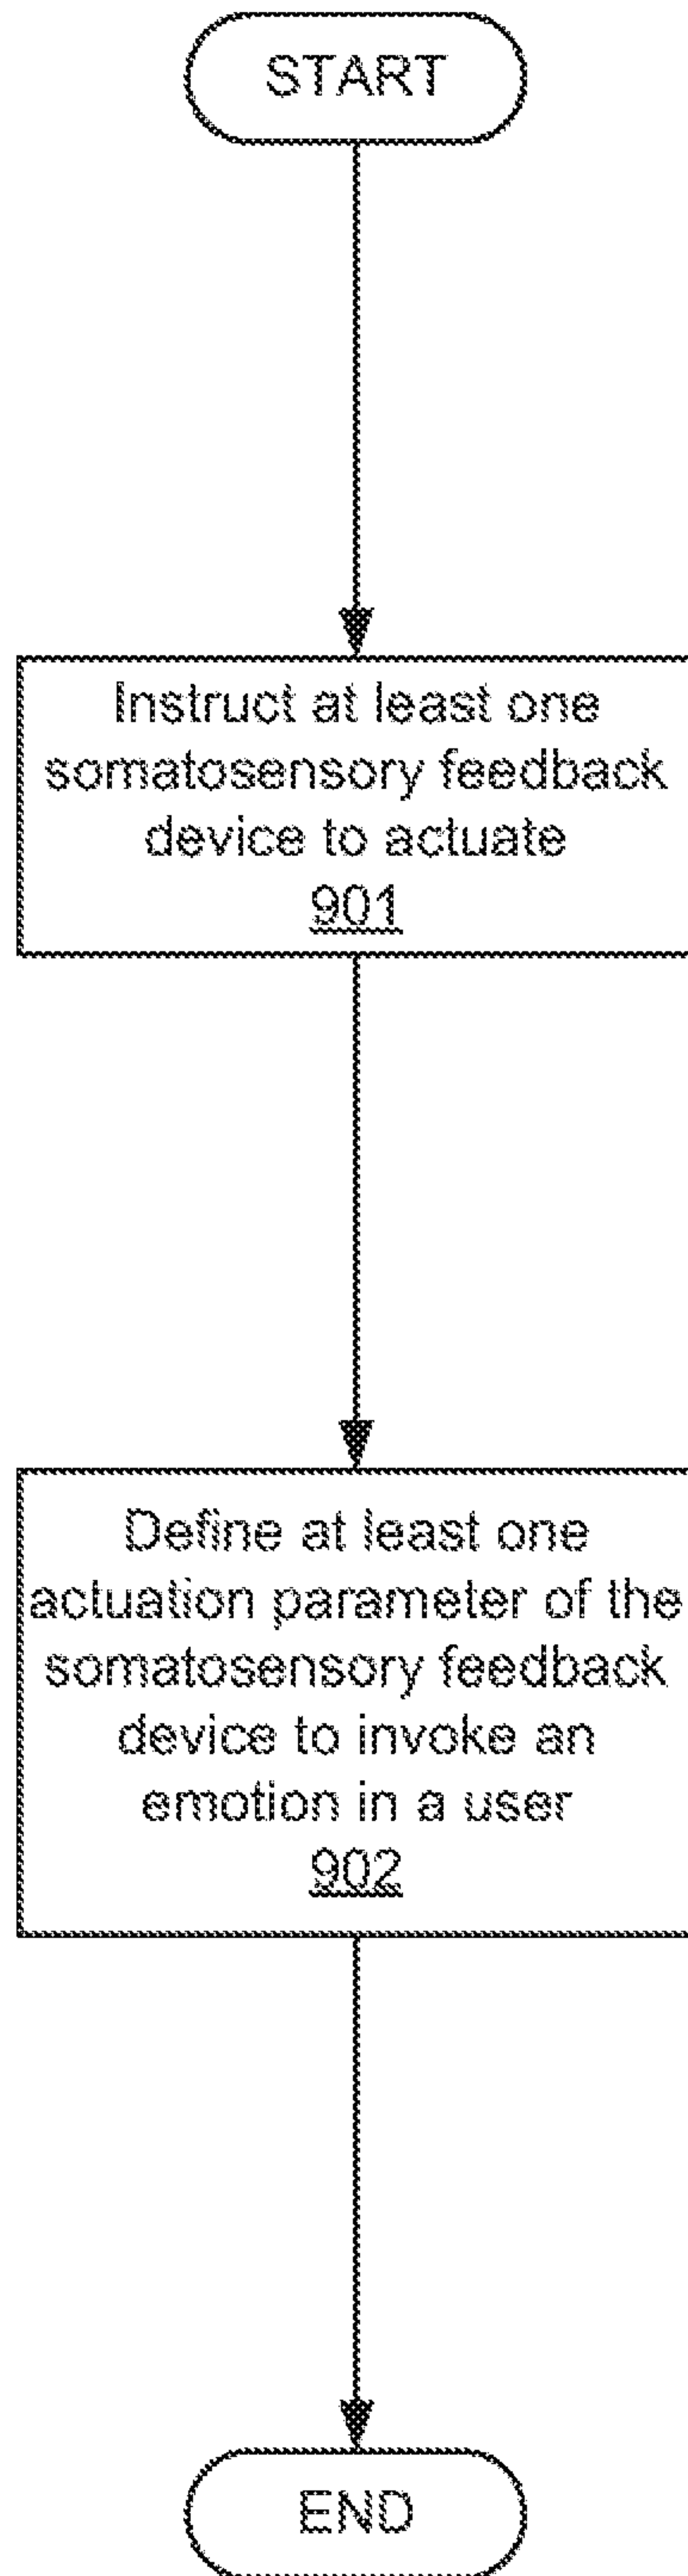 START
Instruct at least one
somatosensory feedback
device to actuate
901
Define at least one
actuation parameter of the
somatosensory feedback
device to invoke an
emotion in a user
902
END